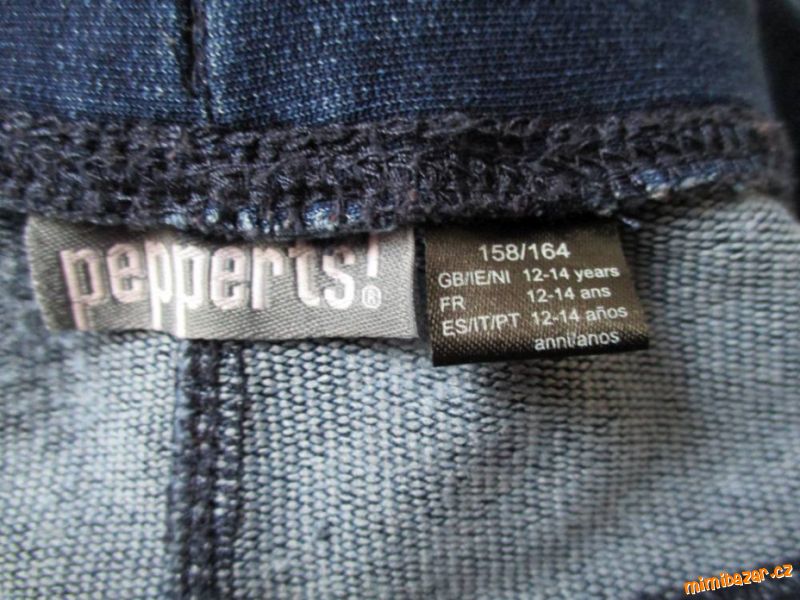 pepperts!®
158/164
GB/IE/NI 12-14 years
FR 12-14 ans
ES/IT/PT 12-14 años
anni/anos
mimibazar.cz